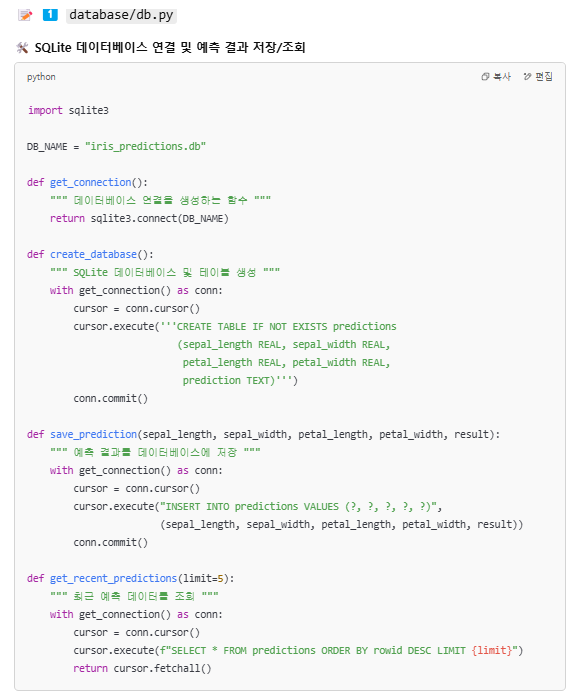 📝 1️⃣ database/db.py
🛠 SQLite 데이터베이스 연결 및 예측 결과 저장/조회
python 복사 편집
import sqlite3
DB_NAME = "iris_predictions.db"
def get_connection():
    """ 데이터베이스 연결을 생성하는 함수 """
    return sqlite3.connect(DB_NAME)
def create_database():
    """ SQLite 데이터베이스 및 테이블 생성 """
    with get_connection() as conn:
        cursor = conn.cursor()
        cursor.execute('''CREATE TABLE IF NOT EXISTS predictions
                          (sepal_length REAL, sepal_width REAL,
                           petal_length REAL, petal_width REAL,
                           prediction TEXT)''')
        conn.commit()
def save_prediction(sepal_length, sepal_width, petal_length, petal_width, result):
    """ 예측 결과를 데이터베이스에 저장 """
    with get_connection() as conn:
        cursor = conn.cursor()
        cursor.execute("INSERT INTO predictions VALUES (?, ?, ?, ?, ?)",
                       (sepal_length, sepal_width, petal_length, petal_width, result))
        conn.commit()
def get_recent_predictions(limit=5):
    """ 최근 예측 데이터를 조회 """
    with get_connection() as conn:
        cursor = conn.cursor()
        cursor.execute(f"SELECT * FROM predictions ORDER BY rowid DESC LIMIT {limit}")
        return cursor.fetchall()